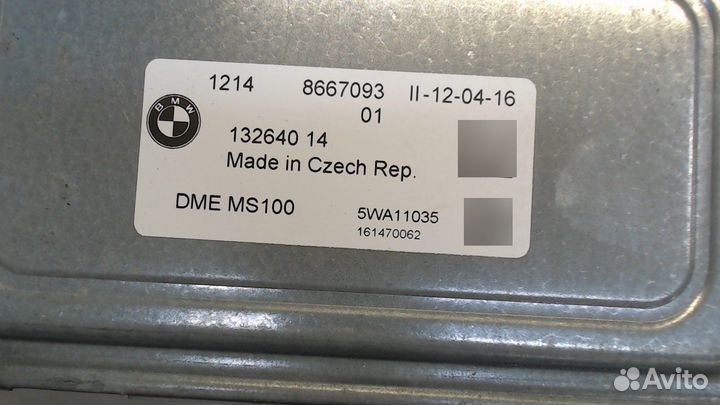 1214 8667093 II-12-04-16
01
BMW
132640 14
Made in Czech Rep.
DME MS100 5WA11035
161470062
Avito